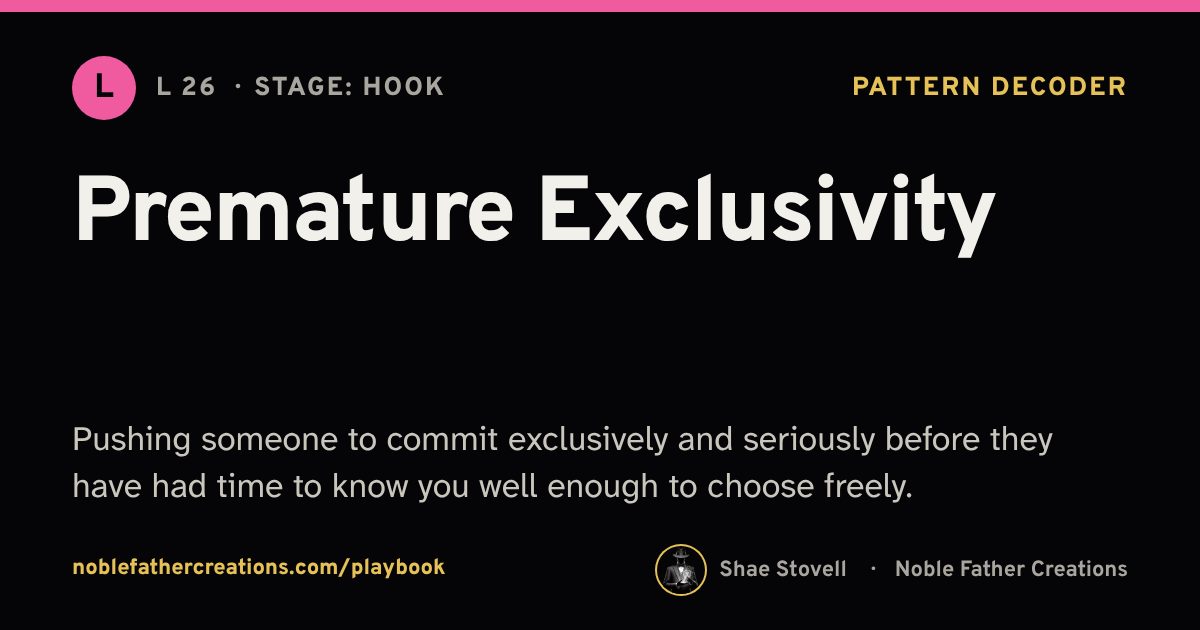 L
L 26 · STAGE: HOOK
PATTERN DECODER
Premature Exclusivity
Pushing someone to commit exclusively and seriously before they
have had time to know you well enough to choose freely.
noblefathercreations.com/playbook
Shae Stovell · Noble Father Creations